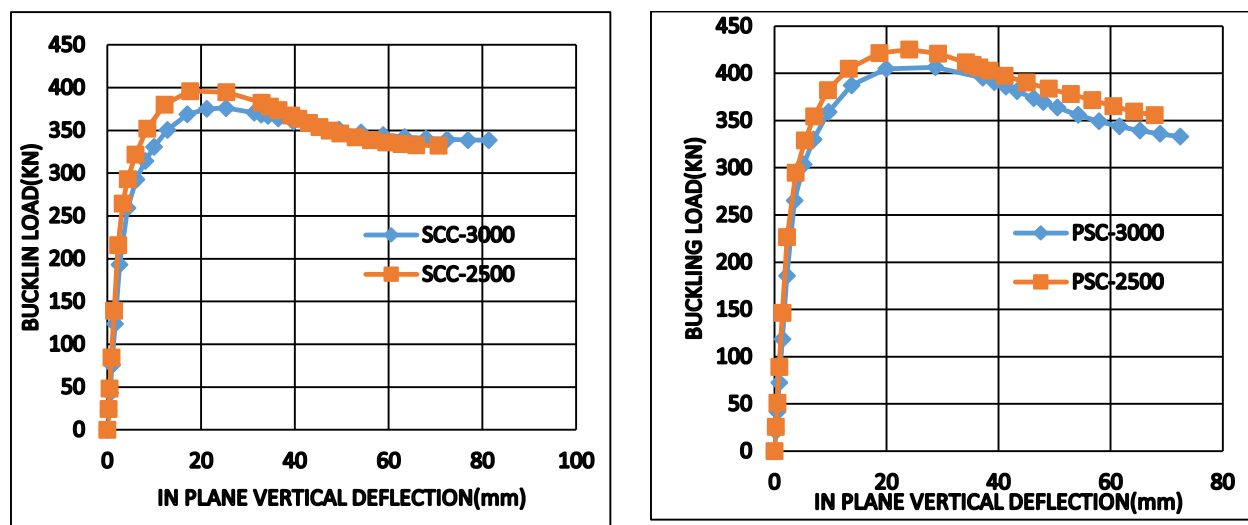 450
400
350
300
250
200
150
100
50
0
BUCKLIN LOAD(KN)
SCC-3000
SCC-2500
0 20 40 60 80 100
IN PLANE VERTICAL DEFLECTION(mm)
450
400
350
300
250
200
150
100
50
0
BUCKLING LOAD(KN)
PSC-3000
PSC-2500
0 20 40 60 80
IN PLANE VERTICAL DEFLECTION(mm)